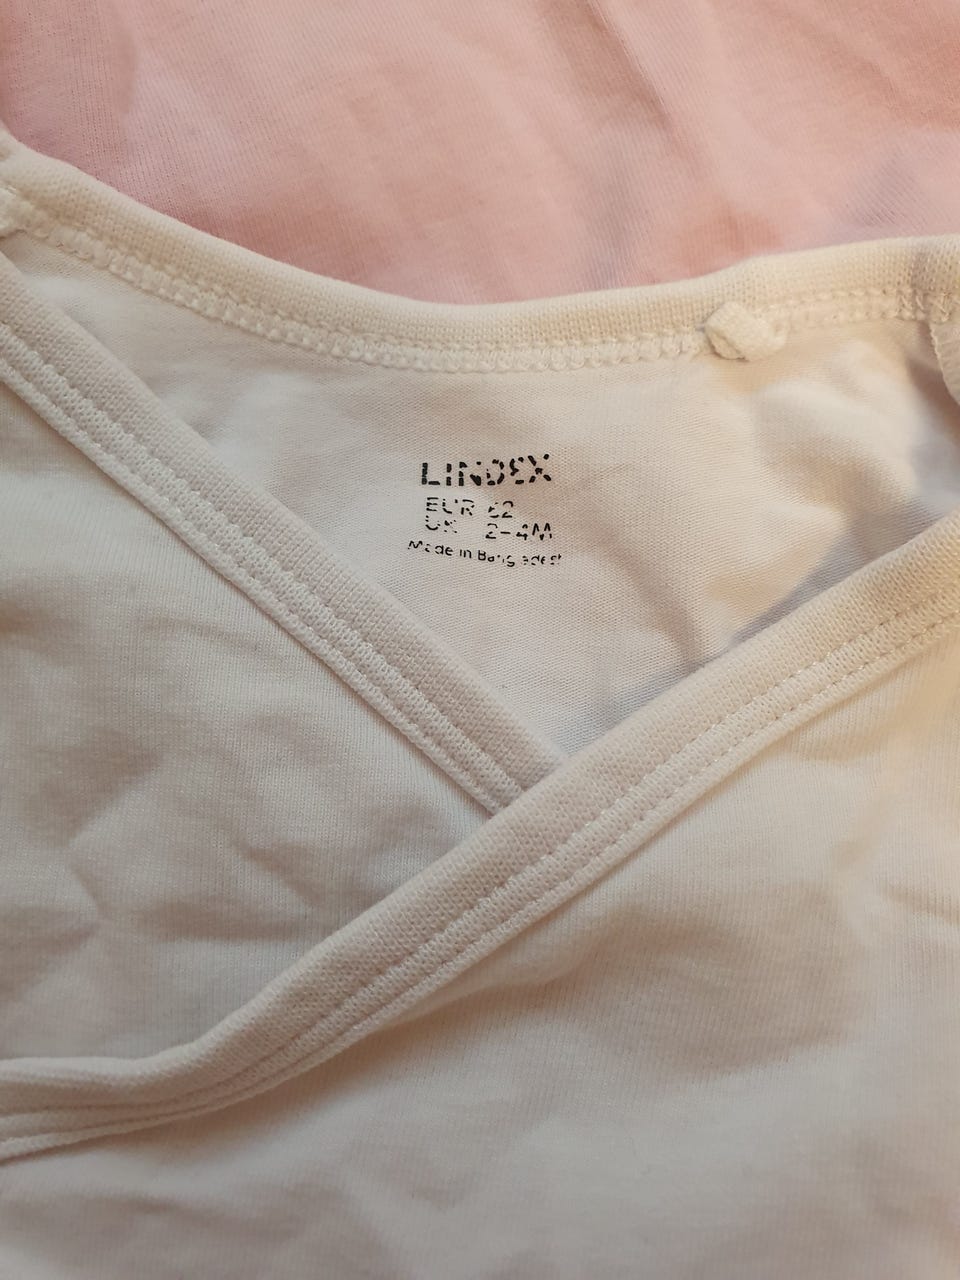 LINDEX
EUR 62
UK 2-4M
Made in Bangladesh